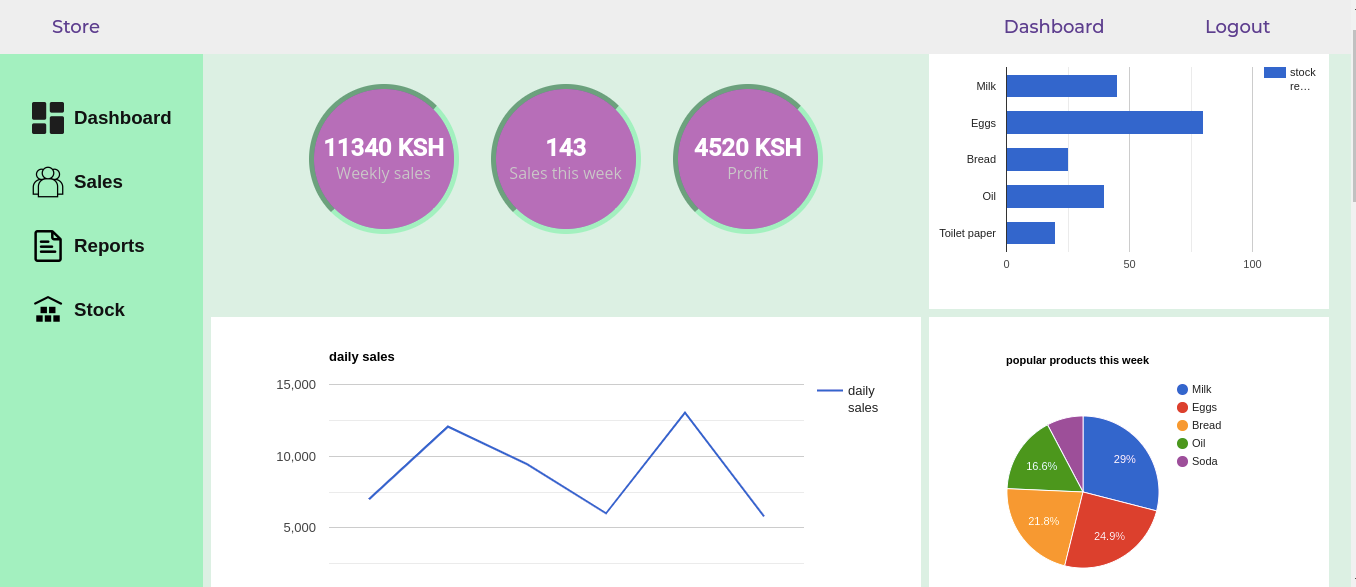 Store
Dashboard
Logout
Dashboard
Sales
Reports
Stock
11340 KSH
Weekly sales
143
Sales this week
4520 KSH
Profit
Milk
Eggs
Bread
Oil
Toilet paper
0
50
100
stock
re...
daily sales
15,000
10,000
5,000
daily
sales
popular products this week
Milk
Eggs
Bread
Oil
Soda
29%
24.9%
21.8%
16.6%